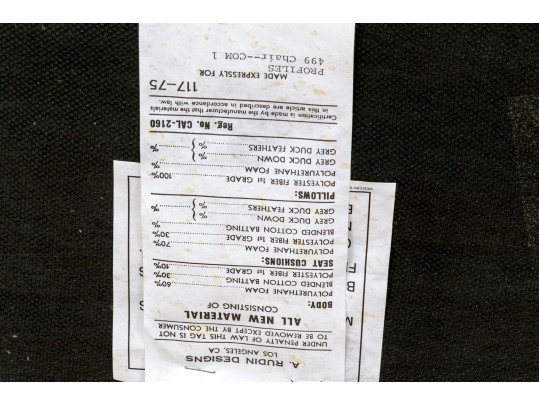 A. RUDIN DESIGNS
LOS ANGELES, CA
UNDER PENALTY OF LAW THIS TAG IS NOT
TO BE REMOVED EXCEPT BY THE CONSUMER
ALL NEW MATERIAL
CONSISTING OF
BODY:
POLYURETHANE FOAM 60%
BLENDED COTTON BATTING 30%
POLYESTER FIBER 1st GRADE 10%
SEAT CUSHIONS:
POLYURETHANE FOAM 70%
POLYESTER FIBER 1st GRADE 30%
BLENDED COTTON BATTING %
GREY DUCK DOWN %
GREY DUCK FEATHERS % } %
PILLOWS:
POLYESTER FIBER 1st GRADE 100%
POLYURETHANE FOAM %
GREY DUCK DOWN %
GREY DUCK FEATHERS % } %
Reg. No. CAL-2160
Certification is made by the manufacturer that the materials
in this article are described in accordance with law.
117-75
MADE EXPRESSLY FOR:
PROFILES
499 Chair--COM 1